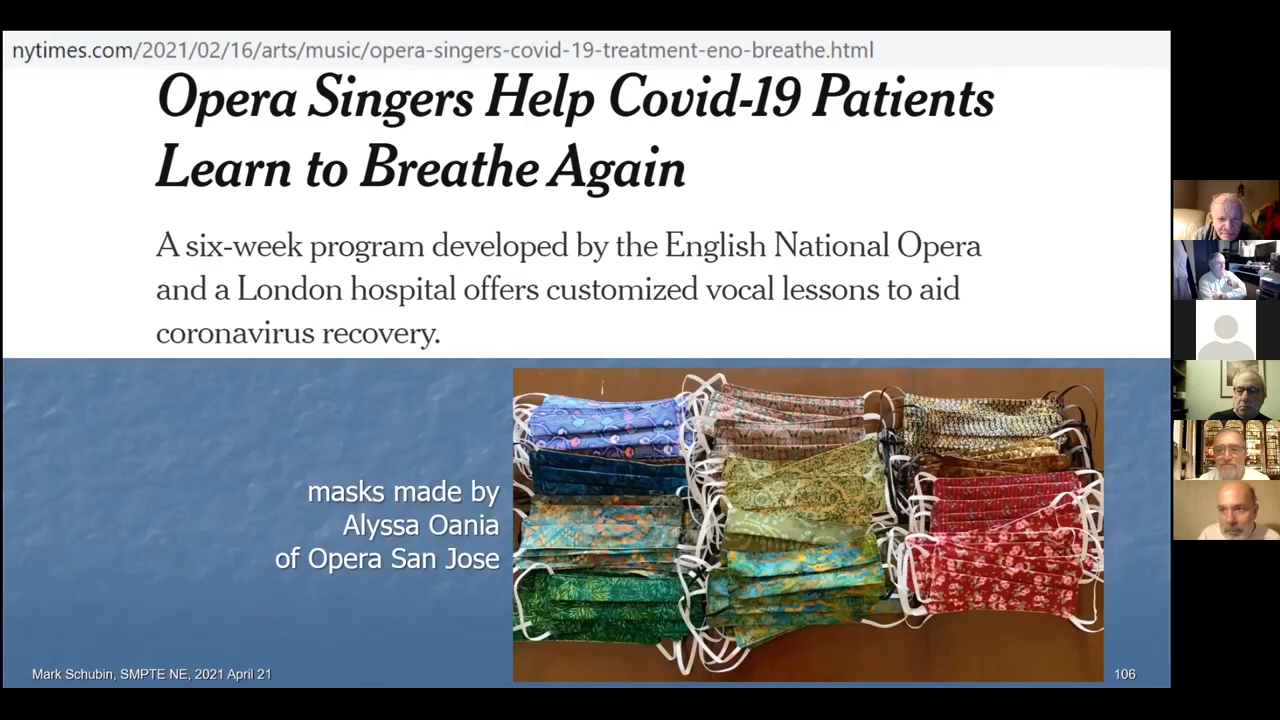 nytimes.com/2021/02/16/arts/music/opera-singers-covid-19-treatment-eno-breathe.html
Opera Singers Help Covid-19 Patients
Learn to Breathe Again
A six-week program developed by the English National Opera
and a London hospital offers customized vocal lessons to aid
coronavirus recovery.
masks made by
Alyssa Oania
of Opera San Jose
Mark Schubin, SMPTE NE, 2021 April 21
106